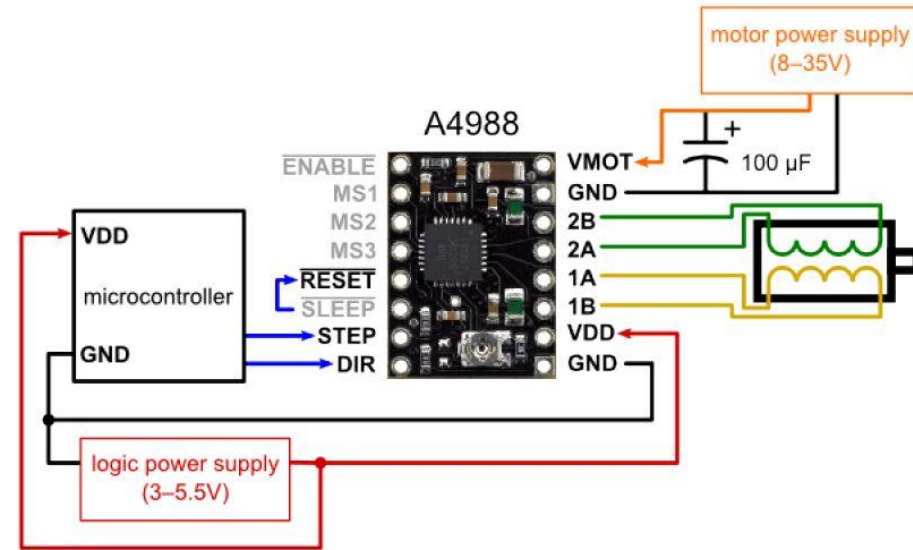 motor power supply
(8–35V)
A4988
ENABLE
MS1
MS2
MS3
RESET
SLEEP
STEP
DIR
VMOT
GND
2B
2A
1A
1B
VDD
GND
+
100 µF
VDD
microcontroller
GND
logic power supply
(3–5.5V)